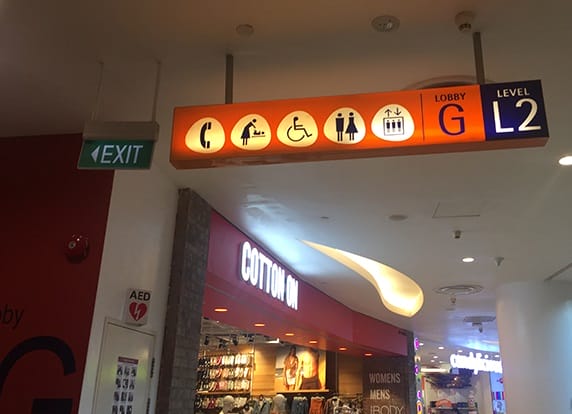 LOBBY
G
LEVEL
L2
EXIT
COTTON ON
AED
WOMENS
MENS
BODY
G